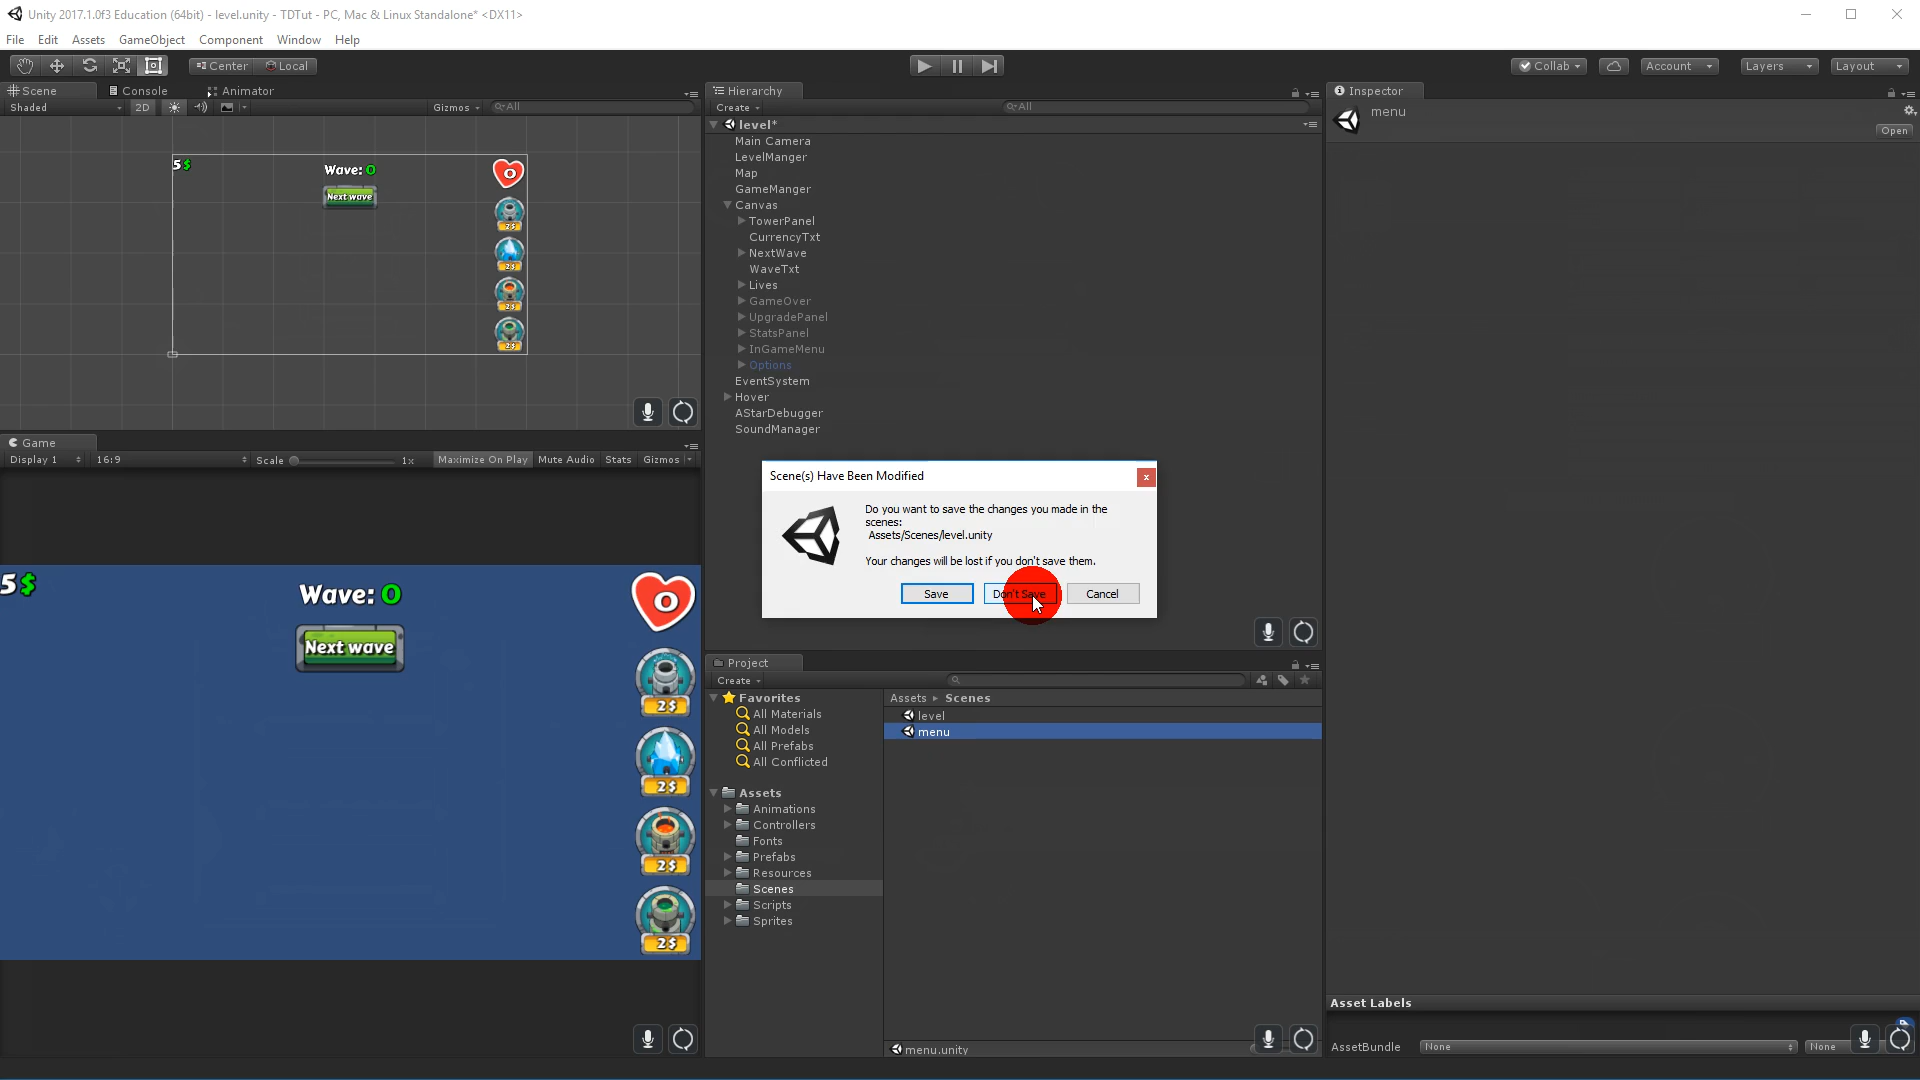 Unity 2017.1.0f3 Education (64bit) - level.unity - TDTut - PC, Mac & Linux Standalone* <DX11>
File Edit Assets GameObject Component Window Help
Center Local
Collab Account Layers Layout
Scene Console Animator
Shaded 2D Gizmos All
5$
Wave: 0
Next wave
0
2$
2$
2$
2$
Game
Display 1 16:9 Scale 1x Maximize On Play Mute Audio Stats Gizmos
5$
Wave: 0
Next wave
0
2$
2$
2$
2$
Hierarchy
Create All
level*
Main Camera
LevelManger
Map
GameManger
Canvas
TowerPanel
CurrencyTxt
NextWave
WaveTxt
Lives
GameOver
UpgradePanel
StatsPanel
InGameMenu
Options
EventSystem
Hover
AStarDebugger
SoundManager
Scene(s) Have Been Modified
x
Do you want to save the changes you made in the
scenes:
Assets/Scenes/level.unity
Your changes will be lost if you don't save them.
Save Don't Save Cancel
Project
Create
Favorites
All Materials
All Models
All Prefabs
All Conflicted
Assets
Animations
Controllers
Fonts
Prefabs
Resources
Scenes
Scripts
Sprites
Assets Scenes
level
menu
menu.unity
Inspector
menu
Open
Asset Labels
AssetBundle None None